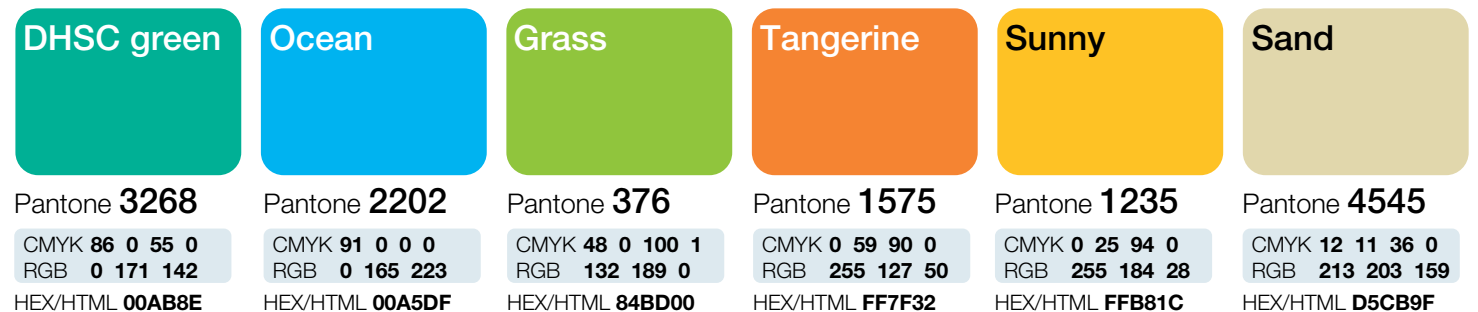 DHSC green
Pantone 3268
CMYK 86 0 55 0
RGB 0 171 142
HEX/HTML 00AB8E
Ocean
Pantone 2202
CMYK 91 0 0 0
RGB 0 165 223
HEX/HTML 00A5DF
Grass
Pantone 376
CMYK 48 0 100 1
RGB 132 189 0
HEX/HTML 84BD00
Tangerine
Pantone 1575
CMYK 0 59 90 0
RGB 255 127 50
HEX/HTML FF7F32
Sunny
Pantone 1235
CMYK 0 25 94 0
RGB 255 184 28
HEX/HTML FFB81C
Sand
Pantone 4545
CMYK 12 11 36 0
RGB 213 203 159
HEX/HTML D5CB9F